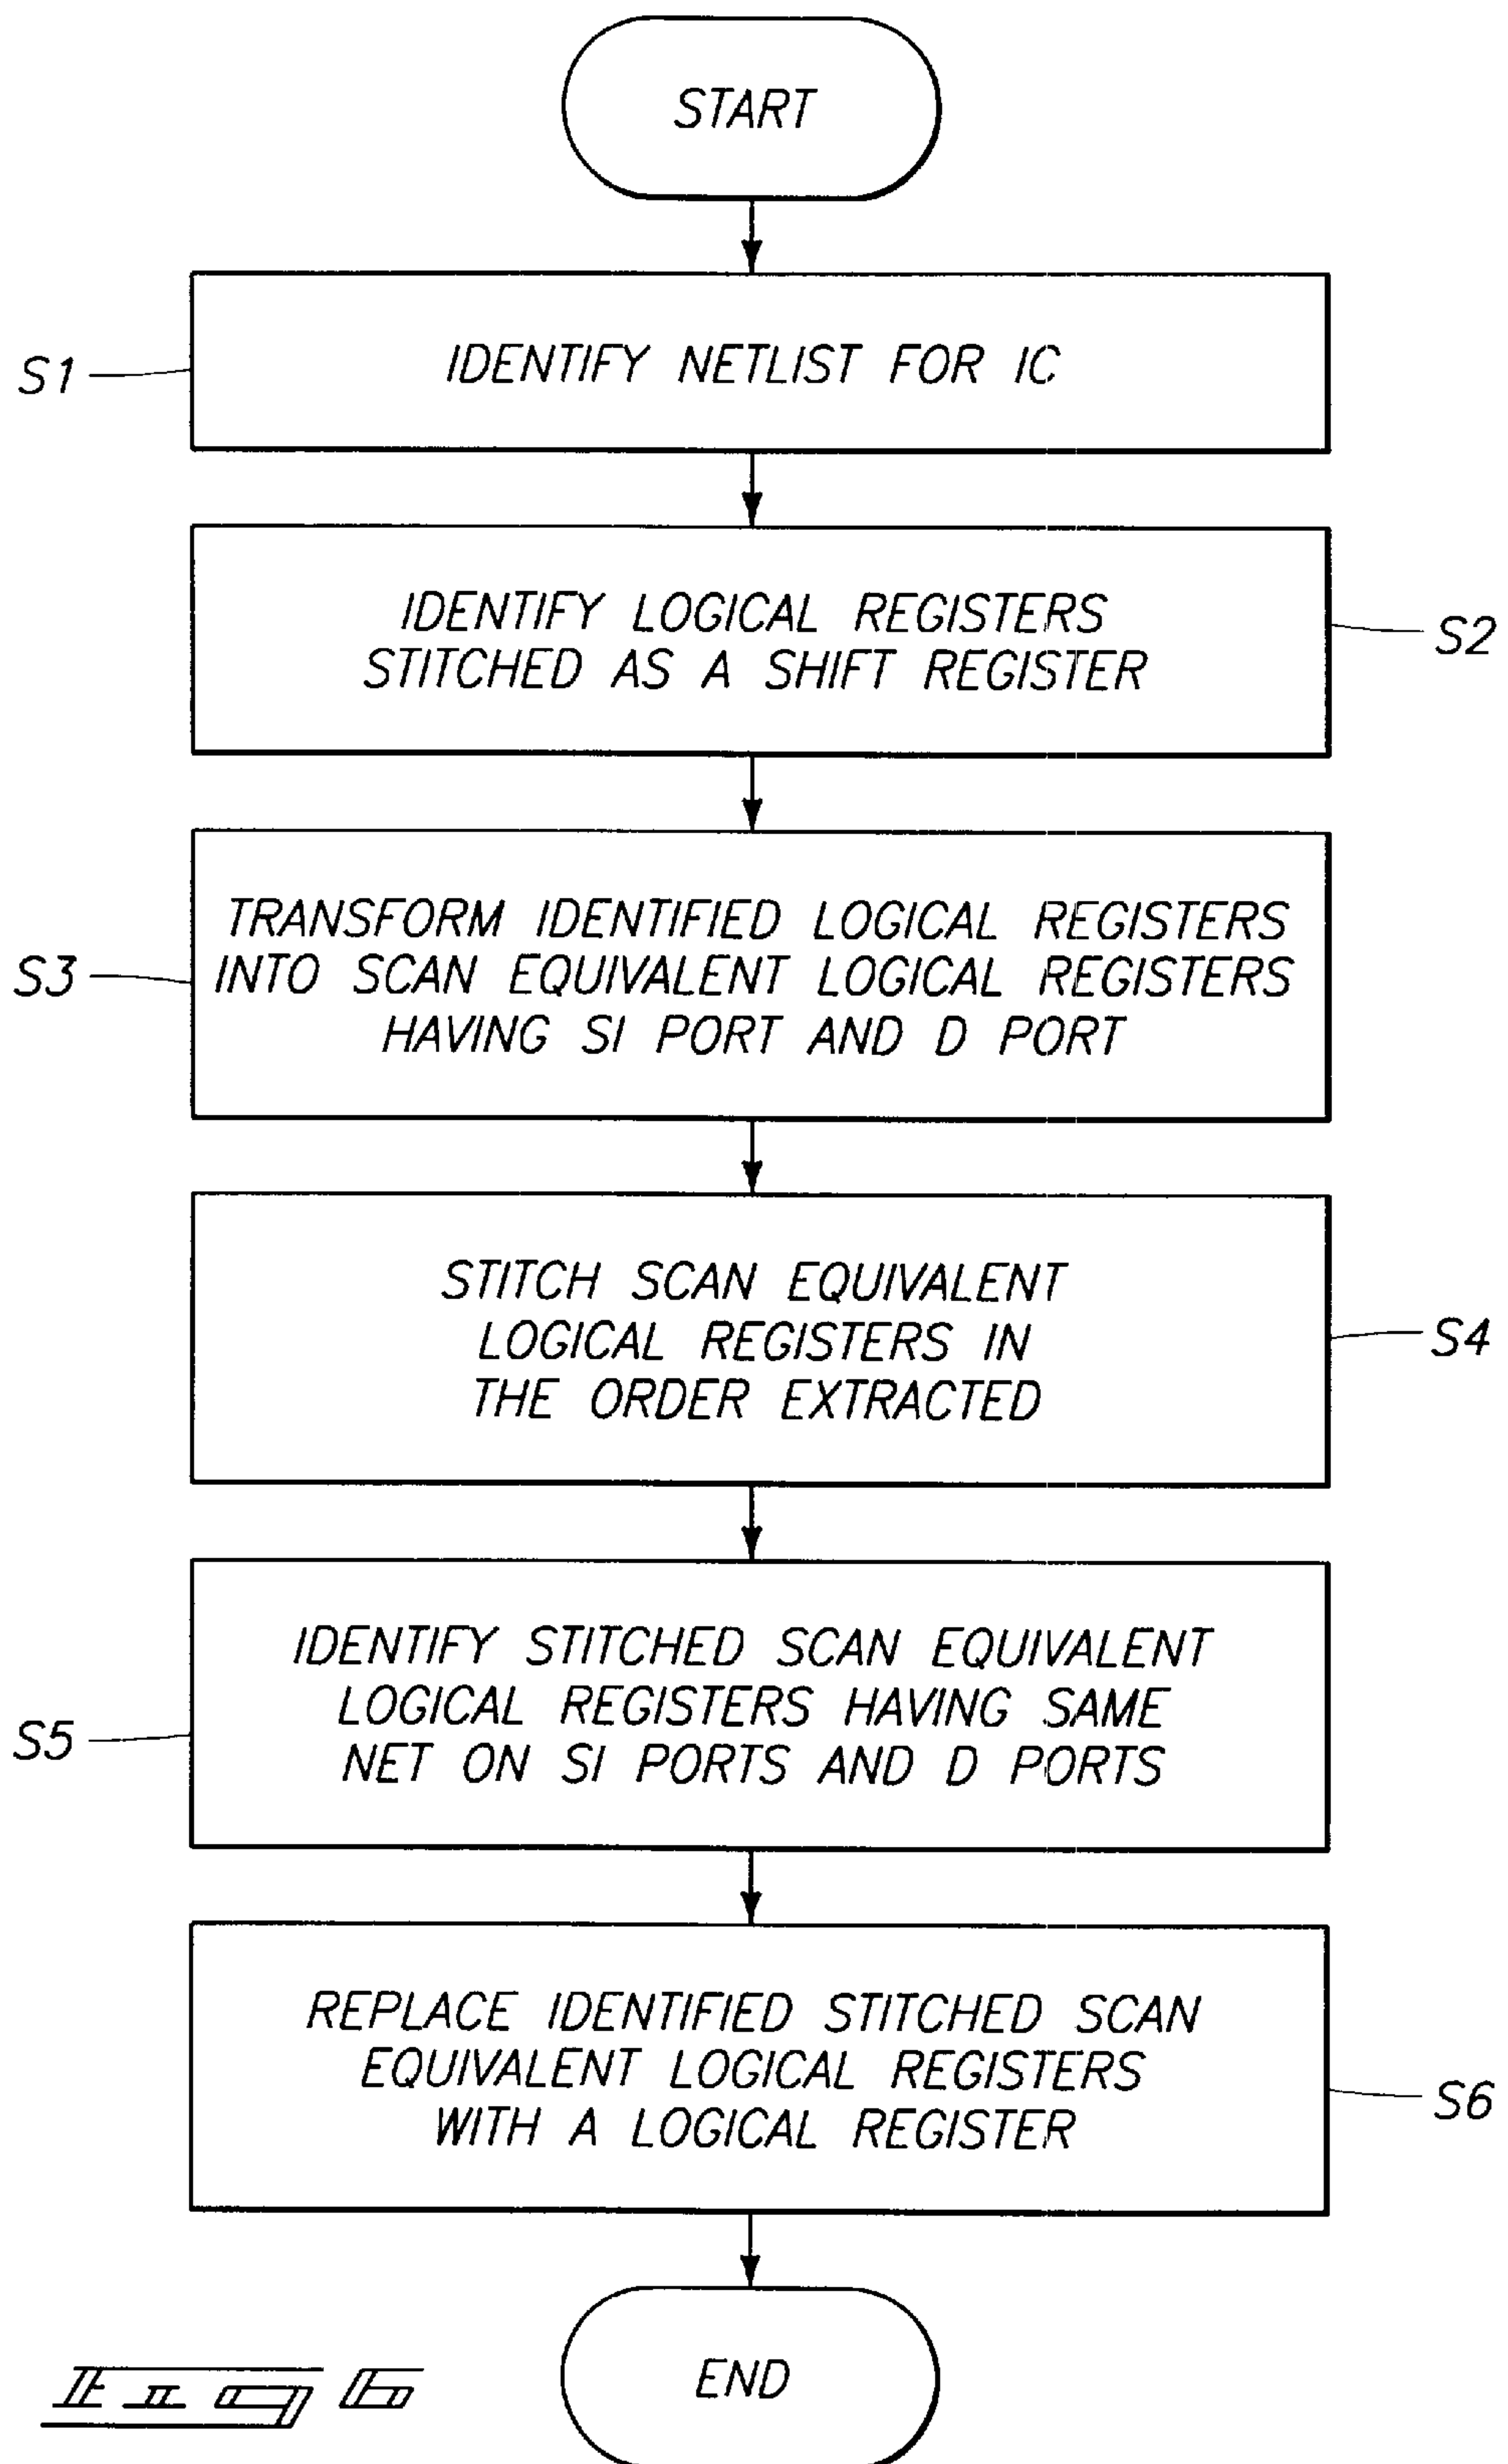 START
S1
IDENTIFY NETLIST FOR IC
IDENTIFY LOGICAL REGISTERS
STITCHED AS A SHIFT REGISTER
S2
TRANSFORM IDENTIFIED LOGICAL REGISTERS
INTO SCAN EQUIVALENT LOGICAL REGISTERS
HAVING SI PORT AND D PORT
S3
STITCH SCAN EQUIVALENT
LOGICAL REGISTERS IN
THE ORDER EXTRACTED
S4
IDENTIFY STITCHED SCAN EQUIVALENT
LOGICAL REGISTERS HAVING SAME
NET ON SI PORTS AND D PORTS
S5
REPLACE IDENTIFIED STITCHED SCAN
EQUIVALENT LOGICAL REGISTERS
WITH A LOGICAL REGISTER
S6
END
Fig 6